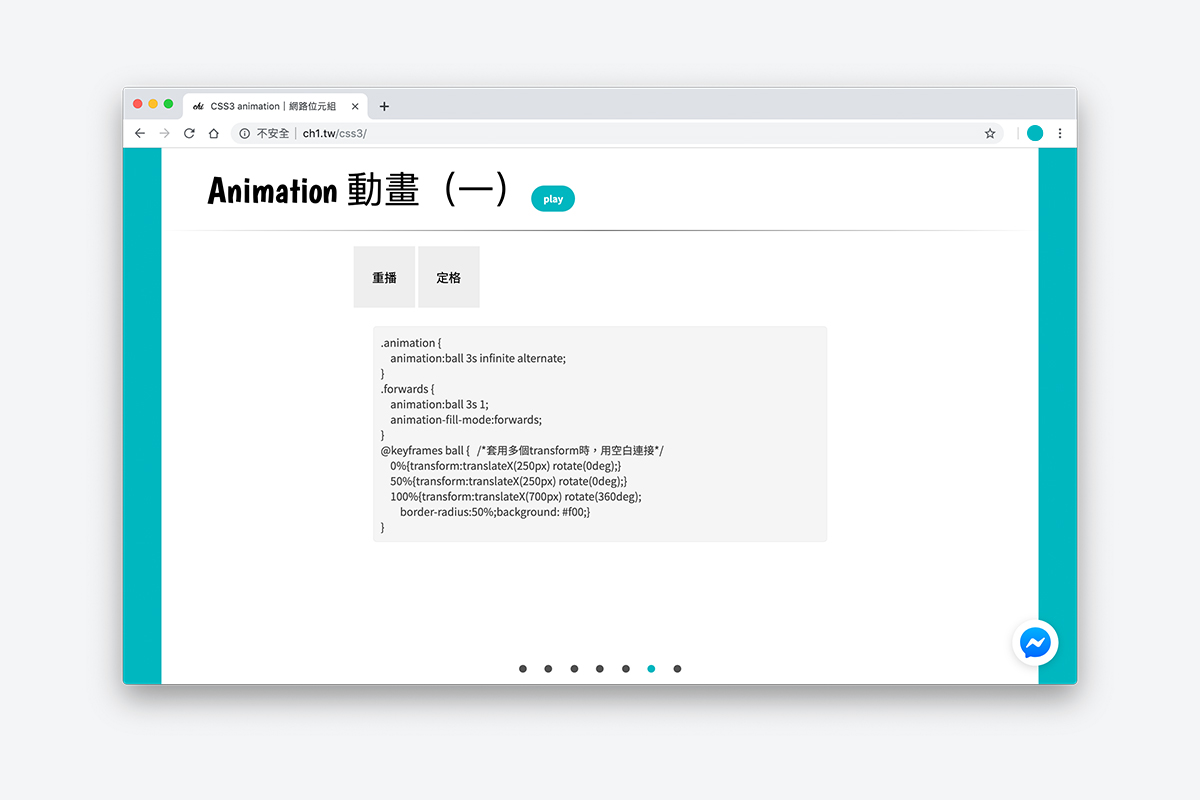 chi CSS3 animation｜網路位元組
不安全 | ch1.tw/css3/
Animation 動畫（一） play
重播 定格
.animation {
animation:ball 3s infinite alternate;
}
.forwards {
animation:ball 3s 1;
animation-fill-mode:forwards;
}
@keyframes ball { /*套用多個transform時，用空白連接*/
0%{transform:translateX(250px) rotate(0deg);}
50%{transform:translateX(250px) rotate(0deg);}
100%{transform:translateX(700px) rotate(360deg);
border-radius:50%;background: #f00;}
}